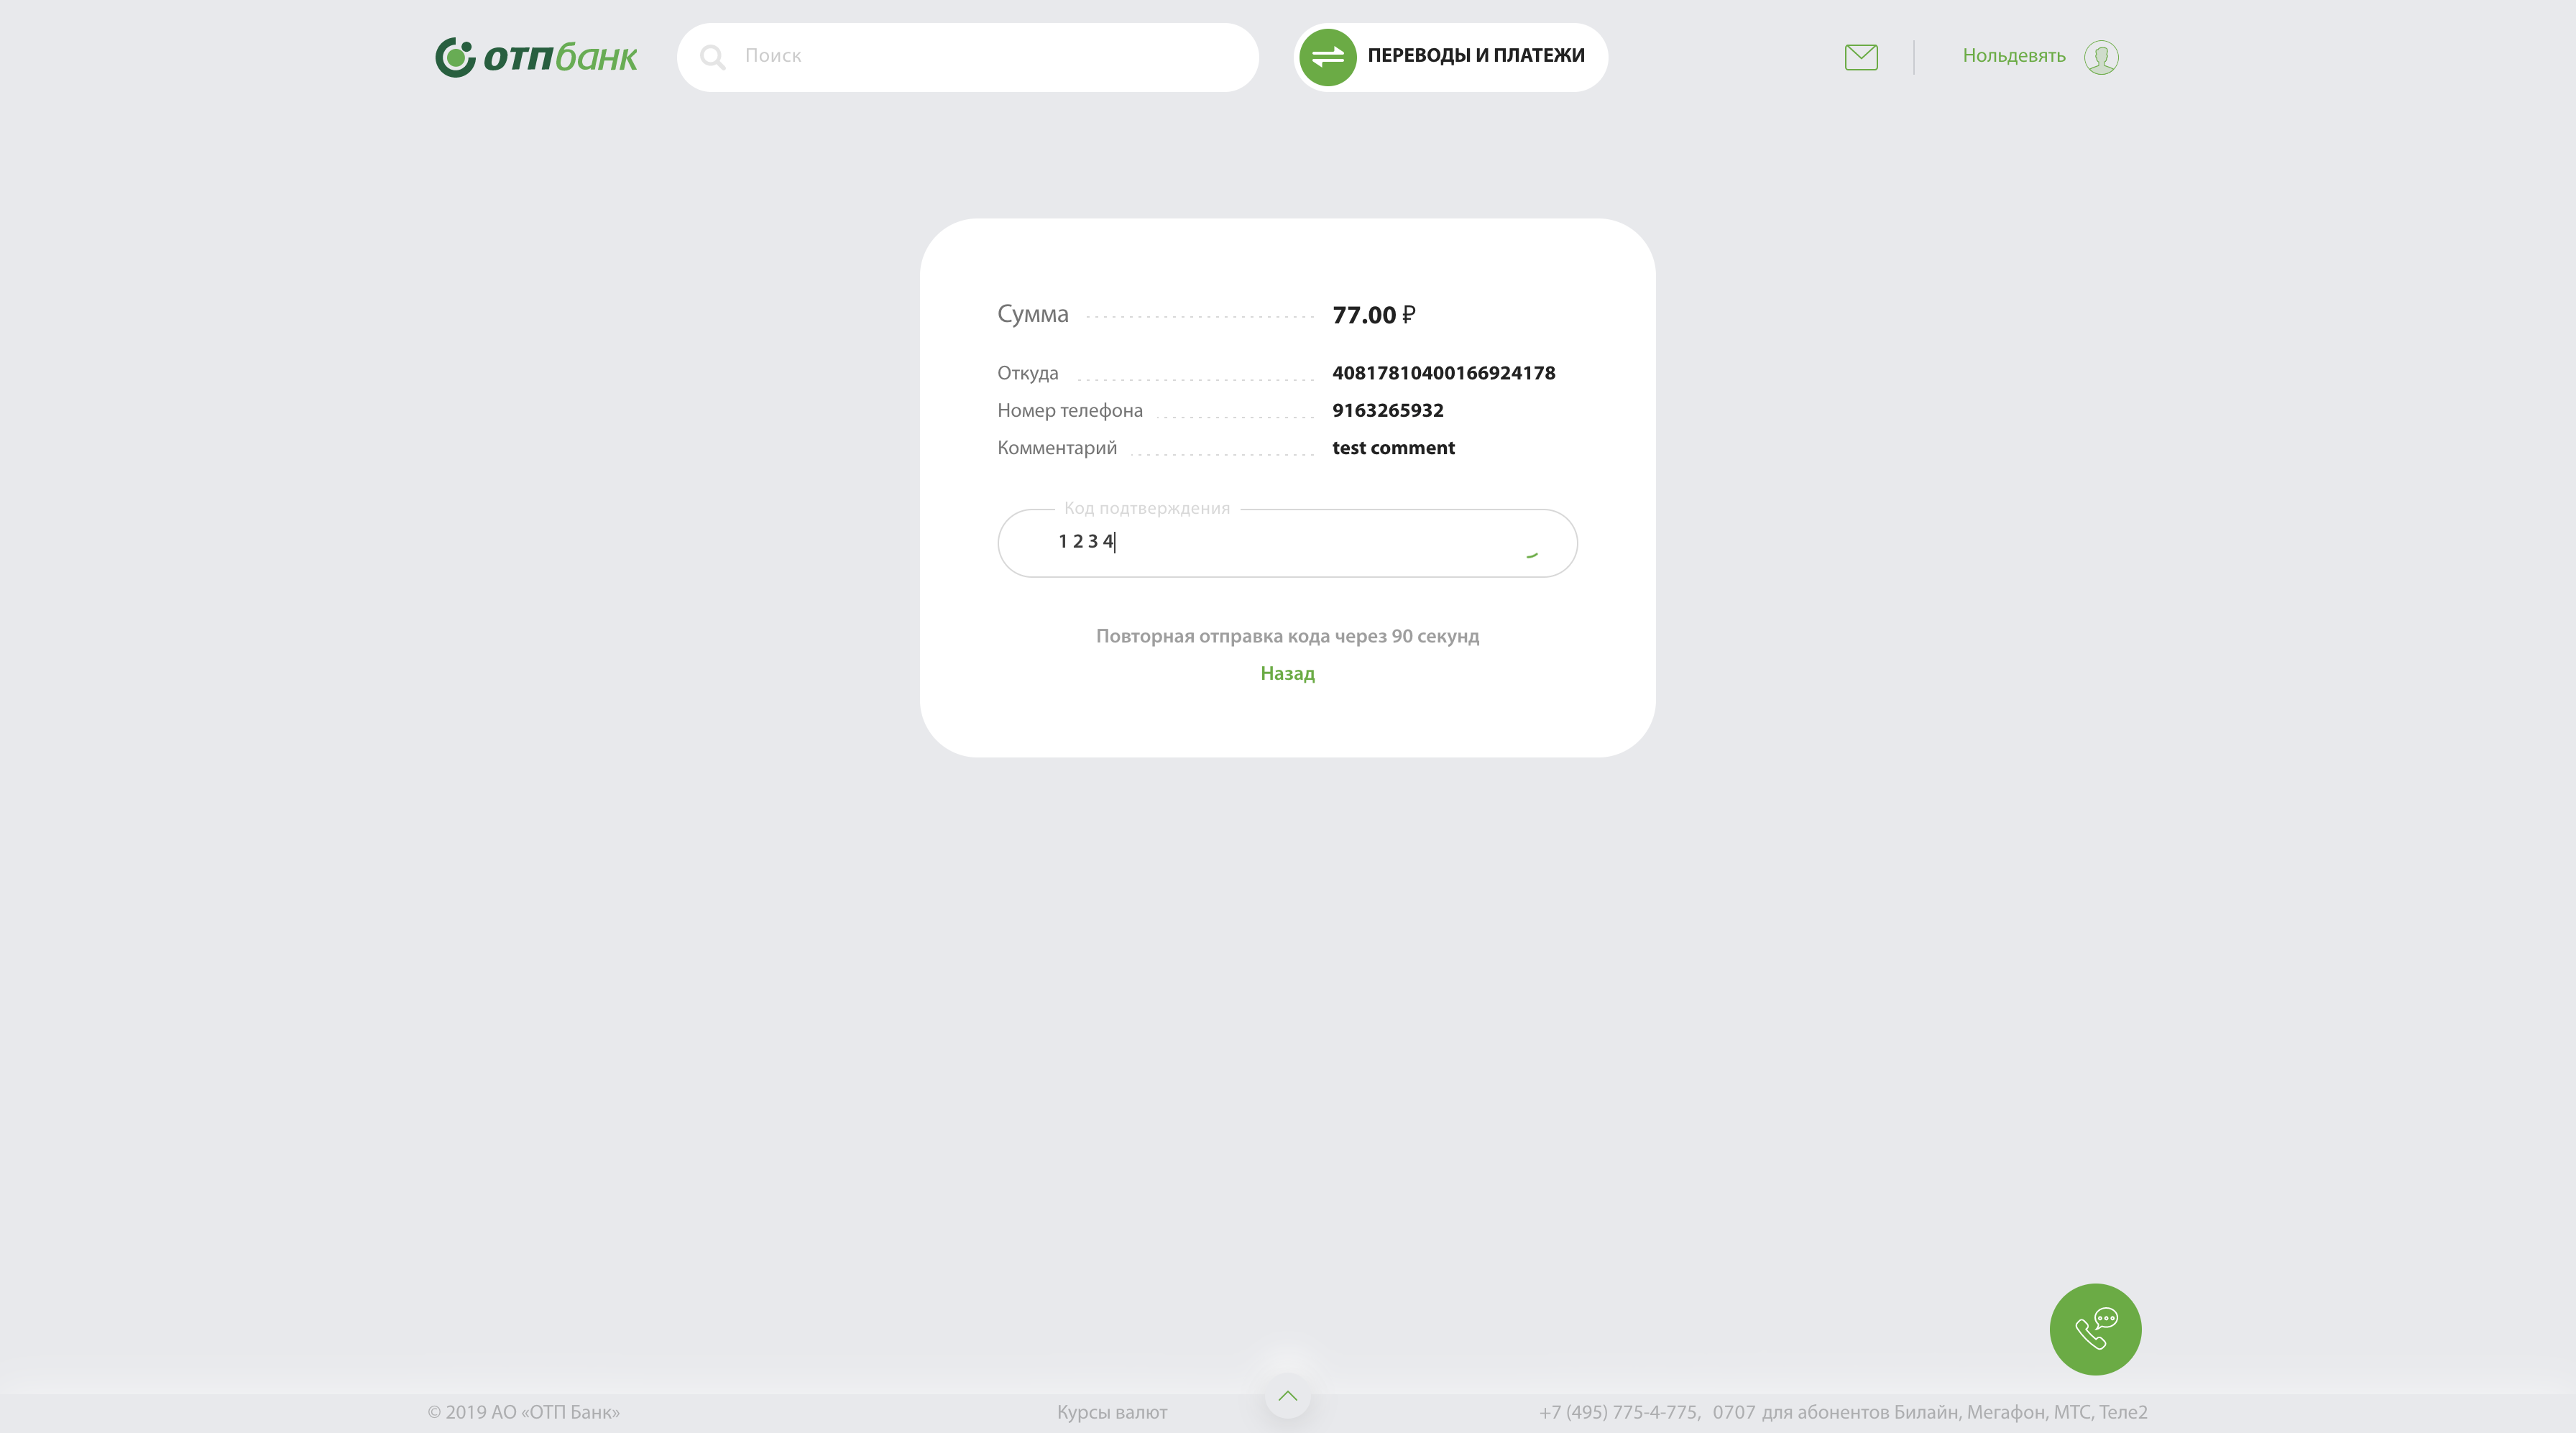 отпбанк
Поиск
ПЕРЕВОДЫ И ПЛАТЕЖИ
Нольдевять
Сумма 77.00 ₽
Откуда 40817810400166924178
Номер телефона 9163265932
Комментарий test comment
Код подтверждения
1 2 3 4
Повторная отправка кода через 90 секунд
Назад
© 2019 АО «ОТП Банк» Курсы валют +7 (495) 775-4-775, 0707 для абонентов Билайн, Мегафон, МТС, Теле2